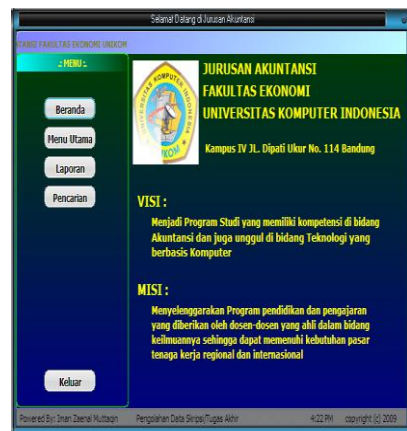 Selamat Datang di Jurusan Akuntansi
FAKULTAS EKONOMI UNIKOM
.: MENU :.
Beranda
Menu Utama
Laporan
Pencarian
Keluar
JURUSAN AKUNTANSI
FAKULTAS EKONOMI
UNIVERSITAS KOMPUTER INDONESIA
Kampus IV JL. Dipati Ukur No. 114 Bandung
VISI :
Menjadi Program Studi yang memiliki kompetensi di bidang
Akuntansi dan juga unggul di bidang Teknologi yang
berbasis Komputer
MISI :
Menyelenggarakan Program pendidikan dan pengajaran
yang diberikan oleh dosen-dosen yang ahli dalam bidang
keilmuannya sehingga dapat memenuhi kebutuhan pasar
tenaga kerja regional dan internasional
Powered By: Iman Zaenal Muttaqin
Pengolahan Data Skripsi/Tugas Akhir
4:22 PM
copyright (c) 2009